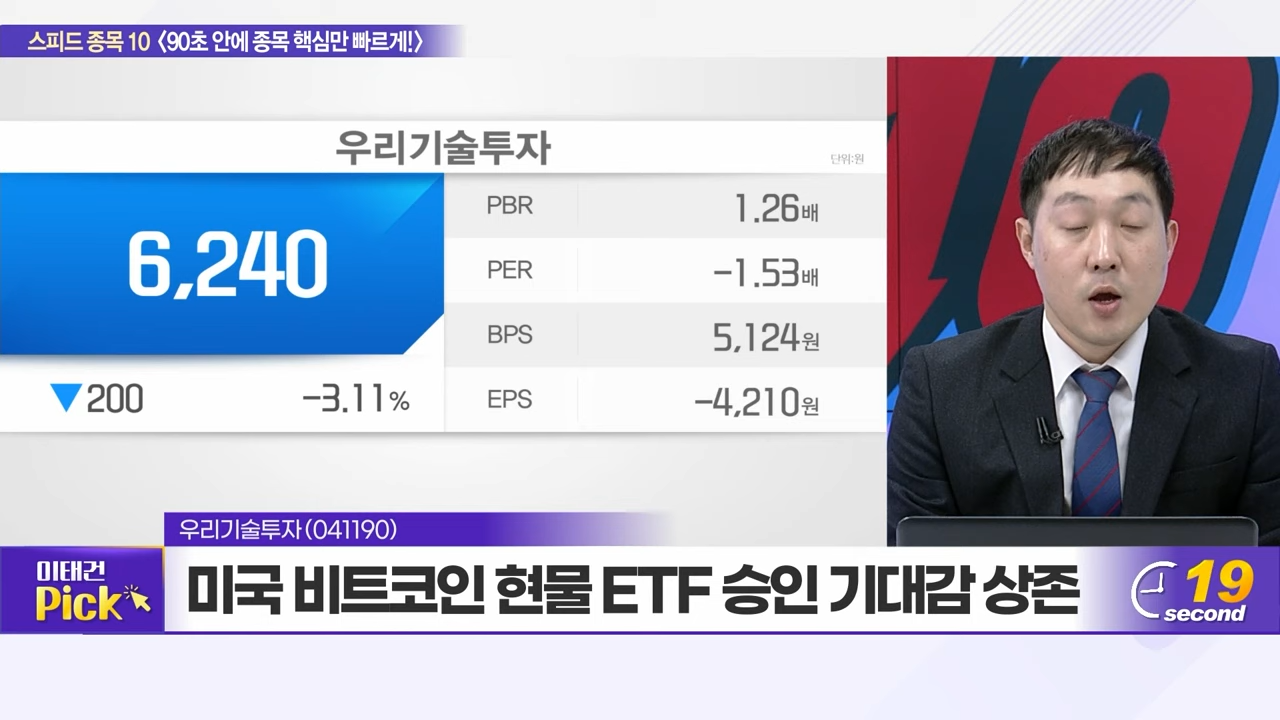 스피드 종목 10 〈90초 안에 종목 핵심만 빠르게!〉
우리기술투자
단위:원
6,240
▼200 -3.11%
PBR 1.26배
PER -1.53배
BPS 5,124원
EPS -4,210원
우리기술투자(041190)
이태건
Pick
미국 비트코인 현물 ETF 승인 기대감 상존
19
second